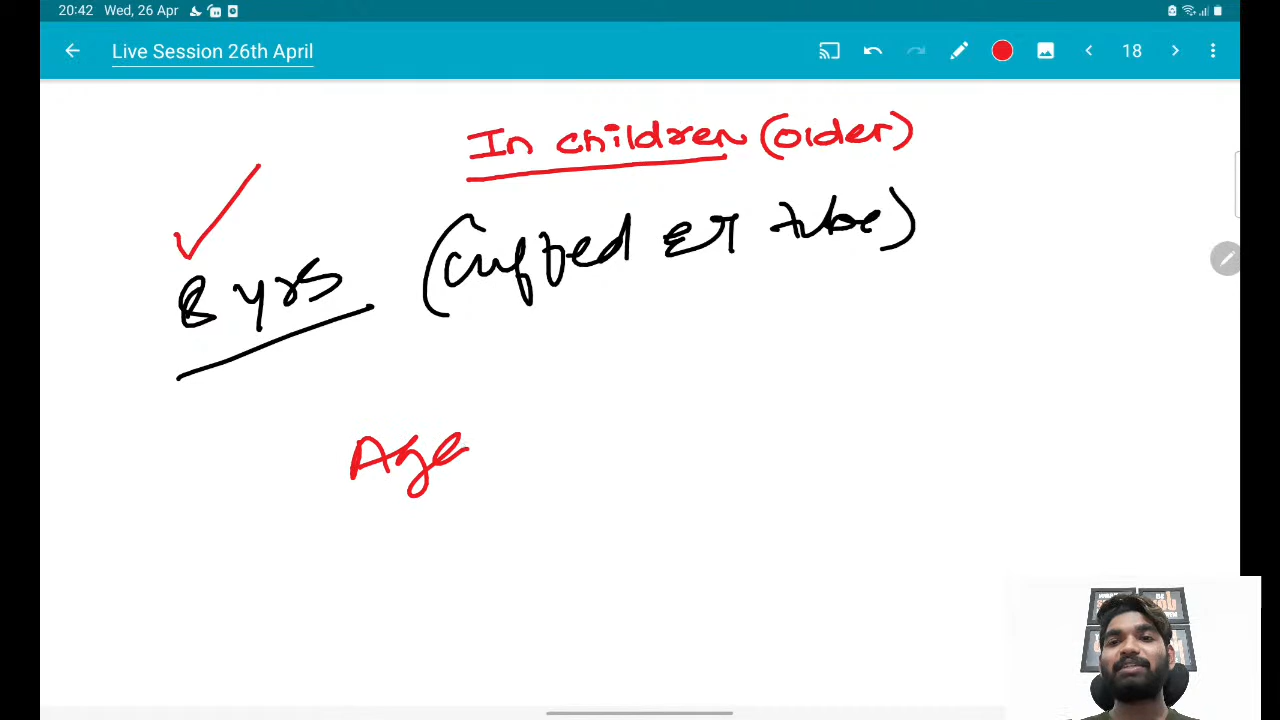 20:42 Wed, 26 Apr
Live Session 26th April
18
In children (older)
8 yrs (cuffed ET tube)
Age